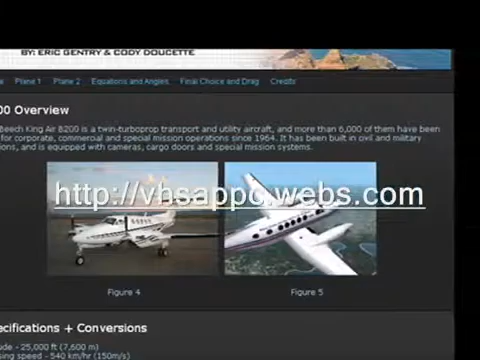 BY: ERIC GENTRY & CODY DOUCETTE
Plane 1 Plane 2 Equations and Angles Final Choice and Drag Credits
00 Overview
Beech King Air B200 is a twin-turboprop transport and utility aircraft, and more than 6,000 of them have been
for corporate, commercial and special mission operations since 1964. It has been built in civil and military
ions, and is equipped with cameras, cargo doors and special mission systems.
http://vhsappc.webs.com
Figure 4 Figure 5
ecifications + Conversions
ude - 25,000 ft (7,600 m)
ising speed - 540 km/hr (150m/s)